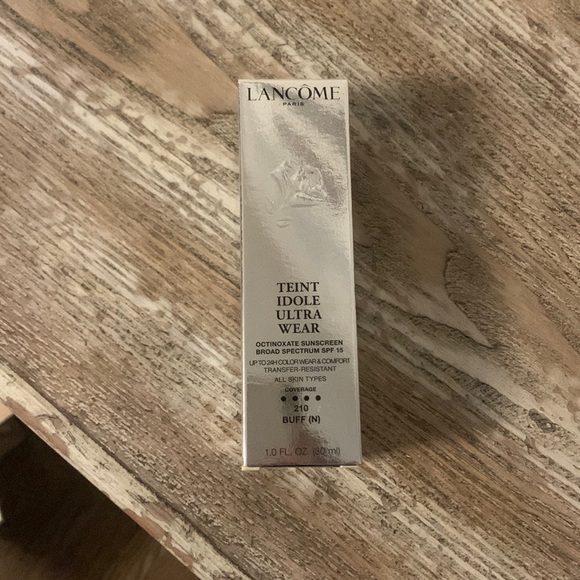 LANCÔME
PARIS
TEINT
IDOLE
ULTRA
WEAR
OCTINOXATE SUNSCREEN
BROAD SPECTRUM SPF 15
UP TO 24H COLOR WEAR & COMFORT
TRANSFER-RESISTANT
ALL SKIN TYPES
COVERAGE
210
BUFF (N)
1.0 FL. OZ. (30 ml)